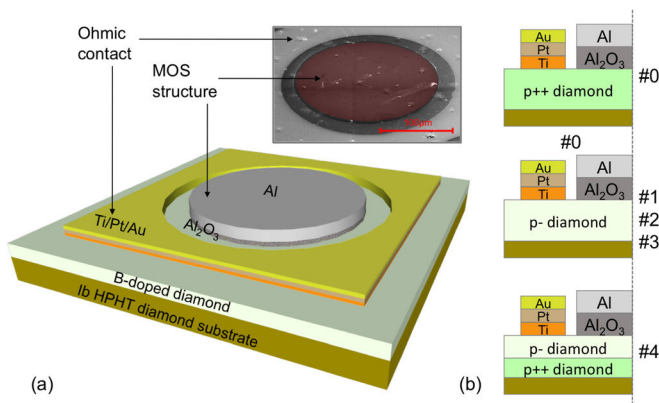 Ohmic
contact
MOS
structure
Al
Al2O3
Ti/Pt/Au
B-doped diamond
Ib HPHT diamond substrate
(a)
(b)
Au
Pt
Ti
Al
Al2O3
p++ diamond
#0
#0
Au
Pt
Ti
Al
Al2O3
p- diamond
#1
#2
#3
Au
Pt
Ti
Al
Al2O3
p- diamond
p++ diamond
#4